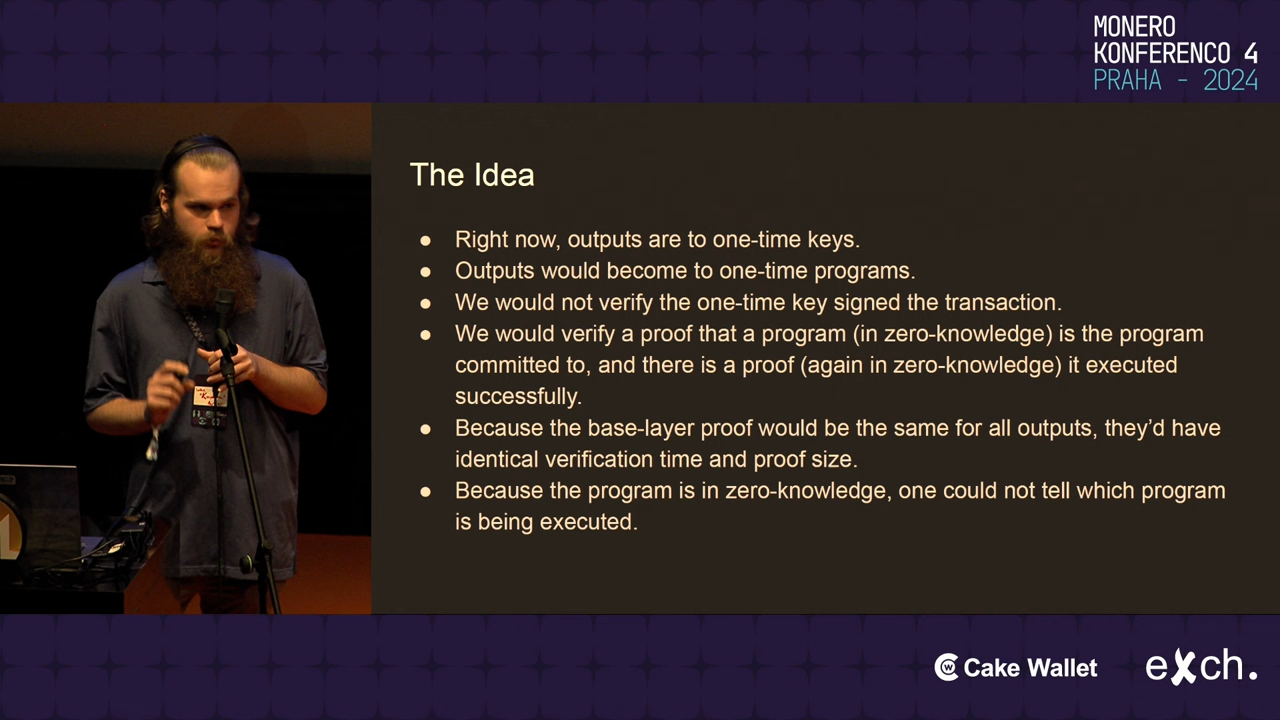 MONERO
KONFERENCO 4
PRAHA - 2024
The Idea
● Right now, outputs are to one-time keys.
● Outputs would become to one-time programs.
● We would not verify the one-time key signed the transaction.
● We would verify a proof that a program (in zero-knowledge) is the program
committed to, and there is a proof (again in zero-knowledge) it executed
successfully.
● Because the base-layer proof would be the same for all outputs, they’d have
identical verification time and proof size.
● Because the program is in zero-knowledge, one could not tell which program
is being executed.
Cake Wallet
eXch.